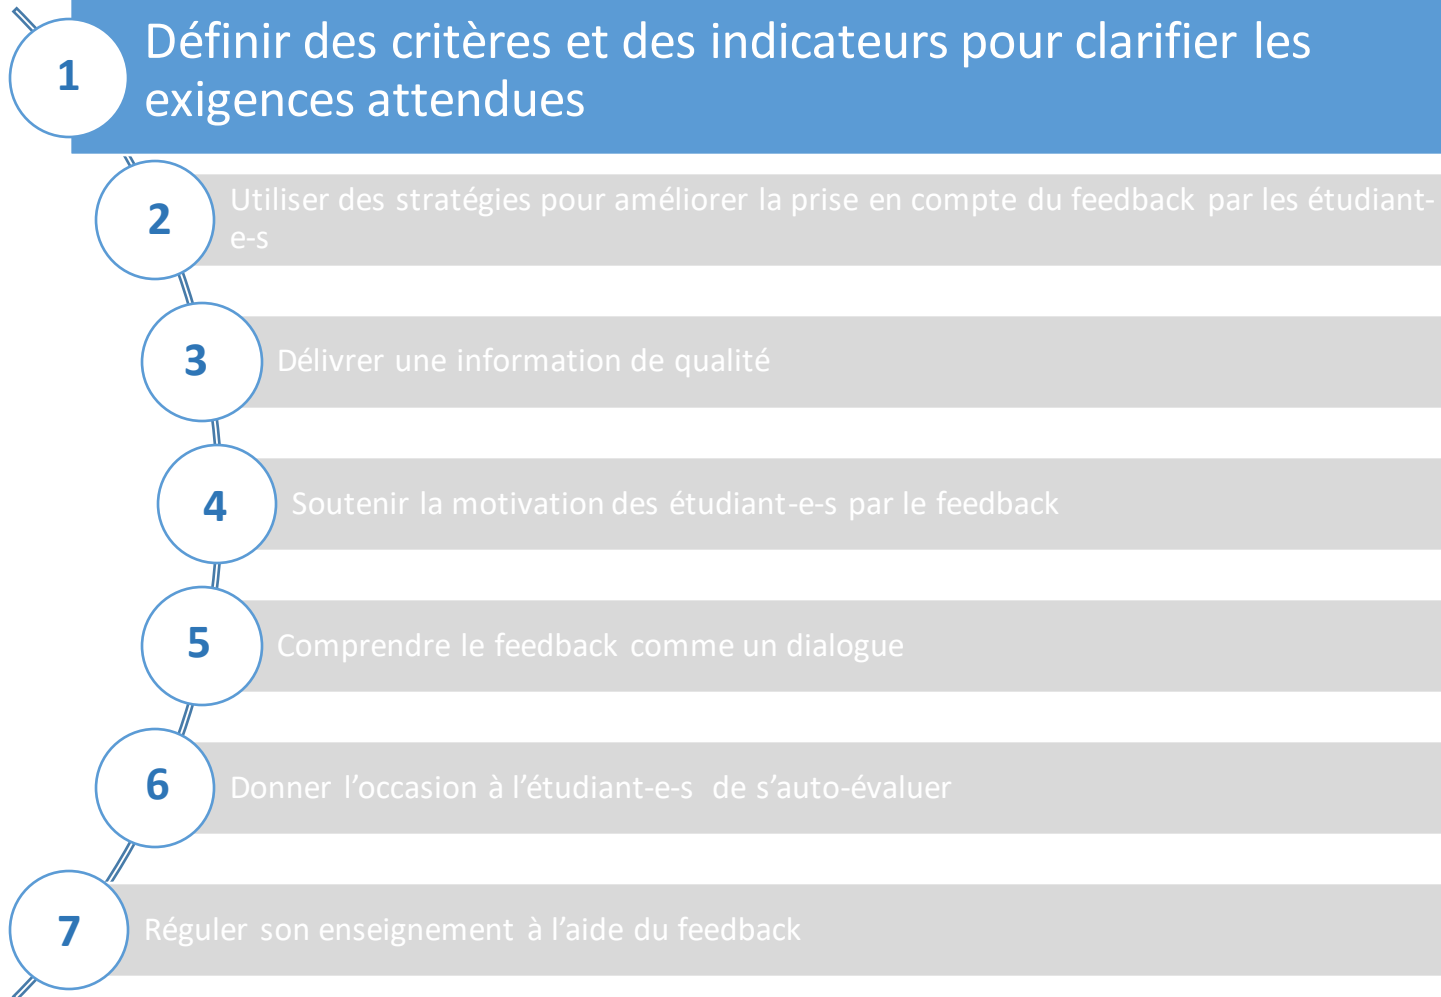 1
Définir des critères et des indicateurs pour clarifier les
exigences attendues
2
Utiliser des stratégies pour améliorer la prise en compte du feedback par les étudiant-
e-s
3
Délivrer une information de qualité
4
Soutenir la motivation des étudiant-e-s par le feedback
5
Comprendre le feedback comme un dialogue
6
Donner l’occasion à l’étudiant-e-s de s’auto-évaluer
7
Réguler son enseignement à l’aide du feedback